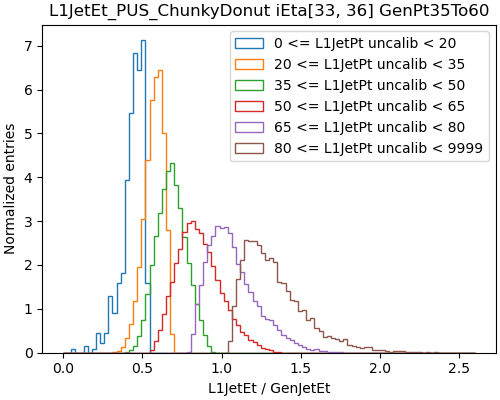 L1JetEt_PUS_ChunkyDonut iEta[33, 36] GenPt35To60
0 <= L1JetPt uncalib < 20
20 <= L1JetPt uncalib < 35
35 <= L1JetPt uncalib < 50
50 <= L1JetPt uncalib < 65
65 <= L1JetPt uncalib < 80
80 <= L1JetPt uncalib < 9999
Normalized entries
7
6
5
4
3
2
1
0
0.0 0.5 1.0 1.5 2.0 2.5
L1JetEt / GenJetEt